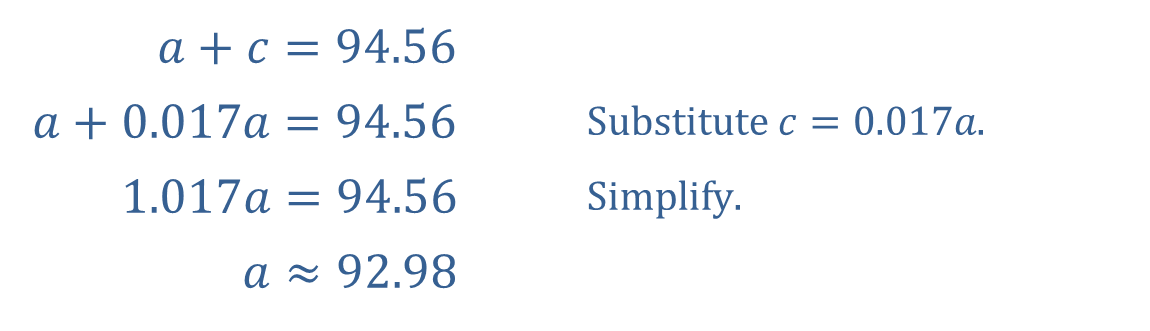 a + c = 94.56
a + 0.017a = 94.56 Substitute c = 0.017a.
1.017a = 94.56 Simplify.
a ≈ 92.98